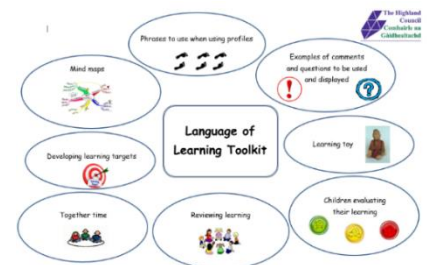 The Highland
Council
Comhairle na
Gàidhealtachd
Phrases to use when using profiles
Examples of comments
and questions to be used
and displayed
Mind maps
Language of
Learning Toolkit
Learning toy
Developing learning targets
Children evaluating
their learning
Together time
Reviewing learning